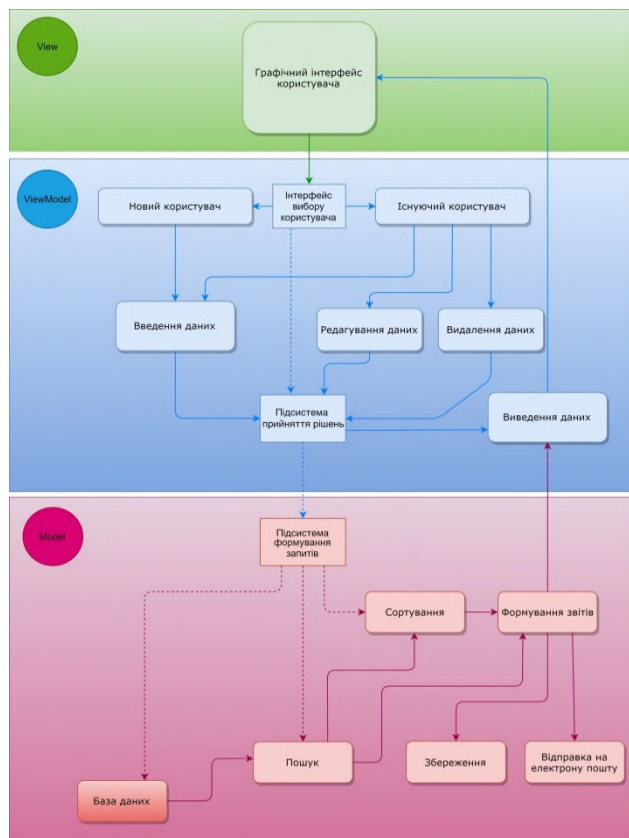 View
Графічний інтерфейс
користувача
ViewModel
Новий користувач
Інтерфейс
вибору
користувача
Існуючий користувач
Введення даних
Редагування даних
Видалення даних
Підсистема
прийняття рішень
Виведення даних
Model
Підсистема
формування
запитів
Сортування
Формування звітів
Пошук
Збереження
Відправка на
електрону пошту
База даних